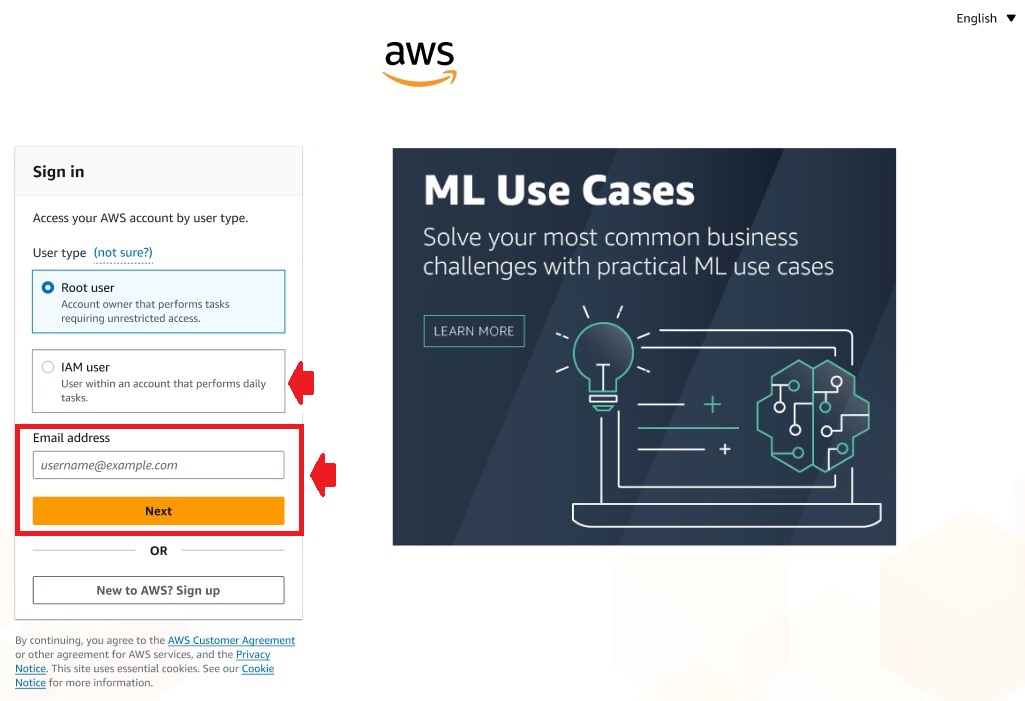 English
aws
Sign in
Access your AWS account by user type.
User type (not sure?)
Root user
Account owner that performs tasks
requiring unrestricted access.
IAM user
User within an account that performs daily
tasks.
Email address
username@example.com
Next
OR
New to AWS? Sign up
By continuing, you agree to the AWS Customer Agreement
or other agreement for AWS services, and the Privacy
Notice. This site uses essential cookies. See our Cookie
Notice for more information.
ML Use Cases
Solve your most common business
challenges with practical ML use cases
LEARN MORE